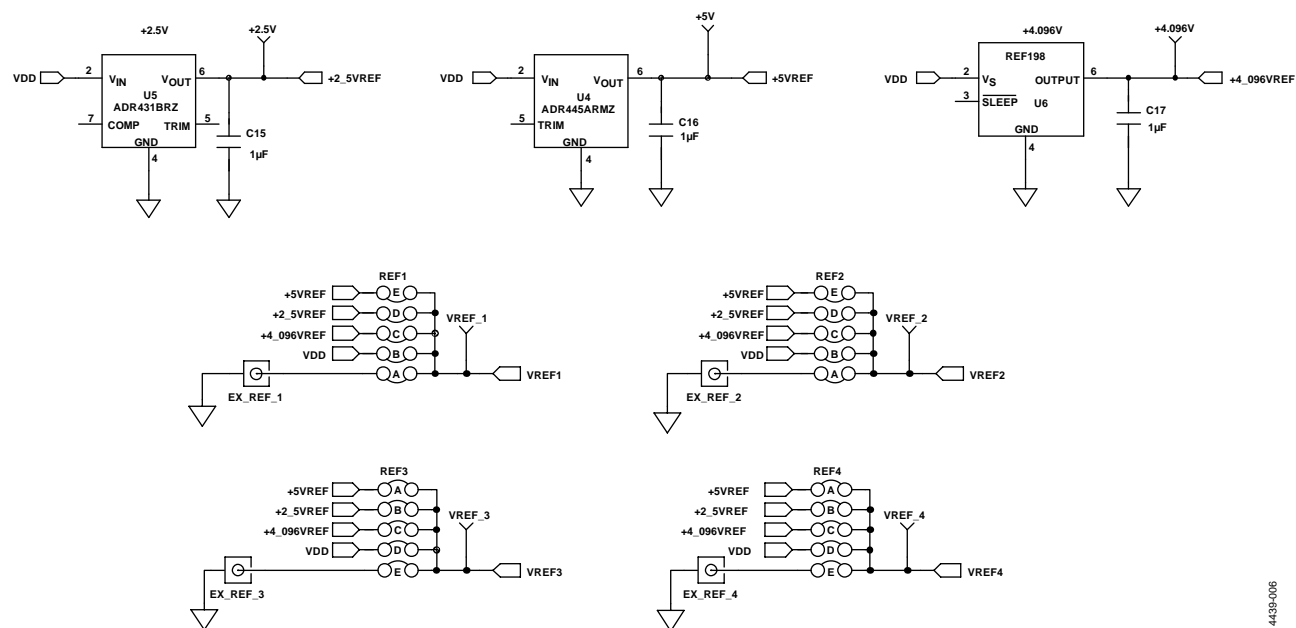 +2.5V
+2.5V
VDD
2
VIN
VOUT
6
+2_5VREF
U5
ADR431BRZ
7
COMP
TRIM
5
GND
4
C15
1µF
+5V
VDD
2
VIN
VOUT
6
+5VREF
U4
ADR445ARMZ
5
TRIM
GND
4
C16
1µF
+4.096V
+4.096V
REF198
VDD
2
VS
OUTPUT
6
+4_096VREF
3
SLEEP
U6
GND
4
C17
1µF
REF1
+5VREF
E
+2_5VREF
D
VREF_1
+4_096VREF
C
VDD
B
A
VREF1
EX_REF_1
REF2
+5VREF
E
+2_5VREF
D
VREF_2
+4_096VREF
C
VDD
B
A
VREF2
EX_REF_2
REF3
+5VREF
A
+2_5VREF
B
VREF_3
+4_096VREF
C
VDD
D
E
VREF3
EX_REF_3
REF4
+5VREF
A
+2_5VREF
B
VREF_4
+4_096VREF
C
VDD
D
E
VREF4
EX_REF_4
4439-006